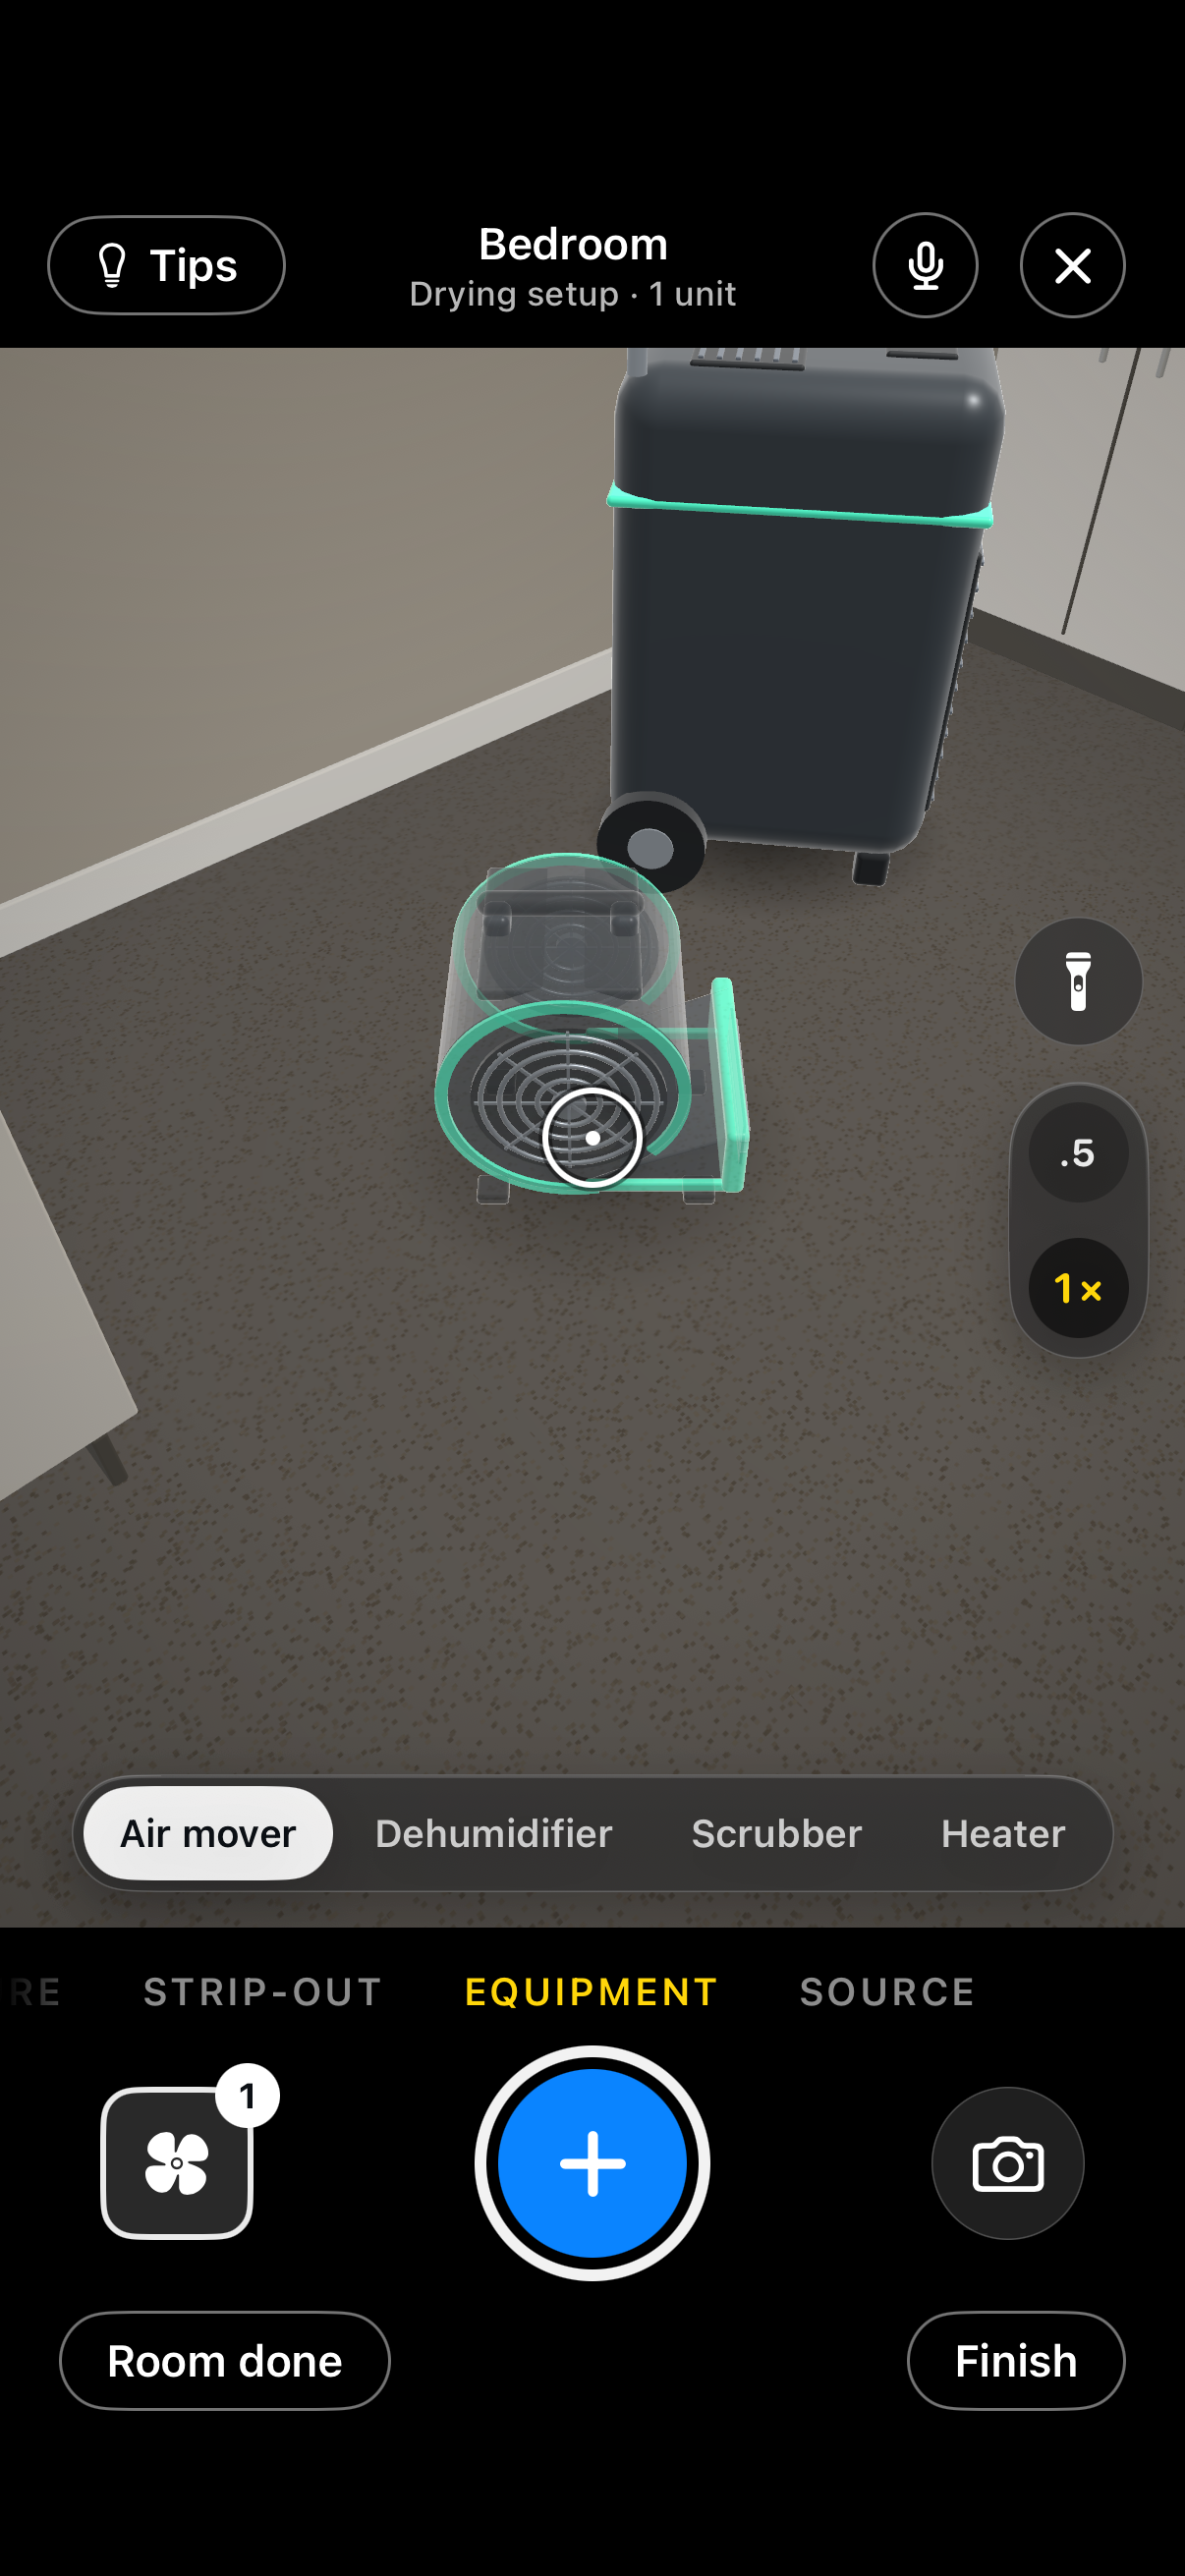 Tips
Bedroom
Drying setup · 1 unit
.5
1×
Air mover
Dehumidifier
Scrubber
Heater
RE
STRIP-OUT
EQUIPMENT
SOURCE
1
Room done
Finish